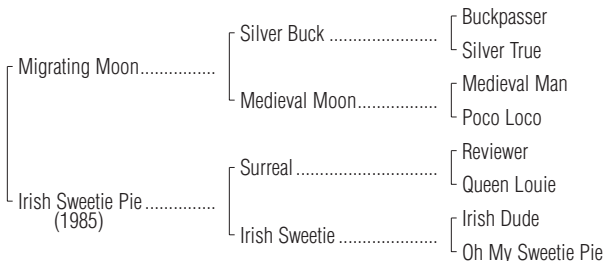 Buckpasser
Silver Buck ....................
Silver True
Migrating Moon...............
Medieval Man
Medieval Moon..................
Poco Loco
Reviewer
Surreal ..........................
Queen Louie
Irish Sweetie Pie..............
(1985)
Irish Dude
Irish Sweetie ..................
Oh My Sweetie Pie